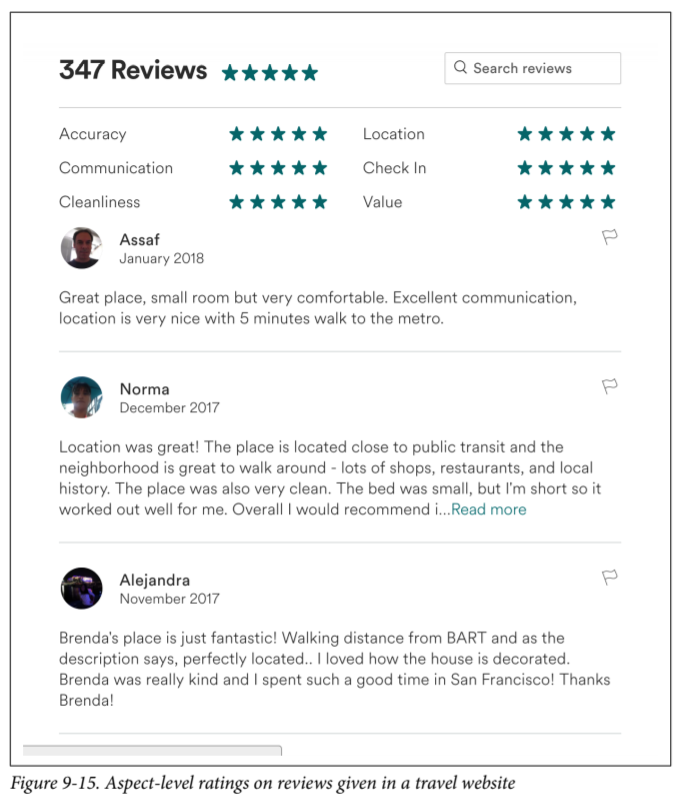 347 Reviews
Search reviews
Accuracy
Location
Communication
Check In
Cleanliness
Value
Assaf
January 2018
Great place, small room but very comfortable. Excellent communication,
location is very nice with 5 minutes walk to the metro.
Norma
December 2017
Location was great! The place is located close to public transit and the
neighborhood is great to walk around - lots of shops, restaurants, and local
history. The place was also very clean. The bed was small, but I'm short so it
worked out well for me. Overall I would recommend i...Read more
Alejandra
November 2017
Brenda's place is just fantastic! Walking distance from BART and as the
description says, perfectly located.. I loved how the house is decorated.
Brenda was really kind and I spent such a good time in San Francisco! Thanks
Brenda!
Figure 9-15. Aspect-level ratings on reviews given in a travel website